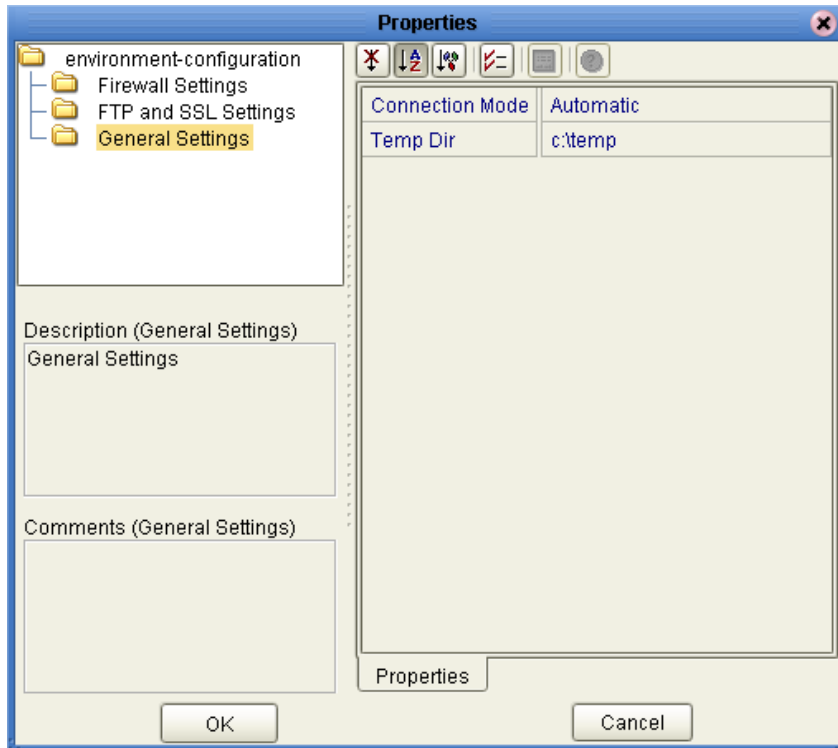 Properties
environment-configuration
Firewall Settings
FTP and SSL Settings
General Settings
Description (General Settings)
General Settings
Comments (General Settings)
Connection Mode Automatic
Temp Dir c:\temp
Properties
OK
Cancel